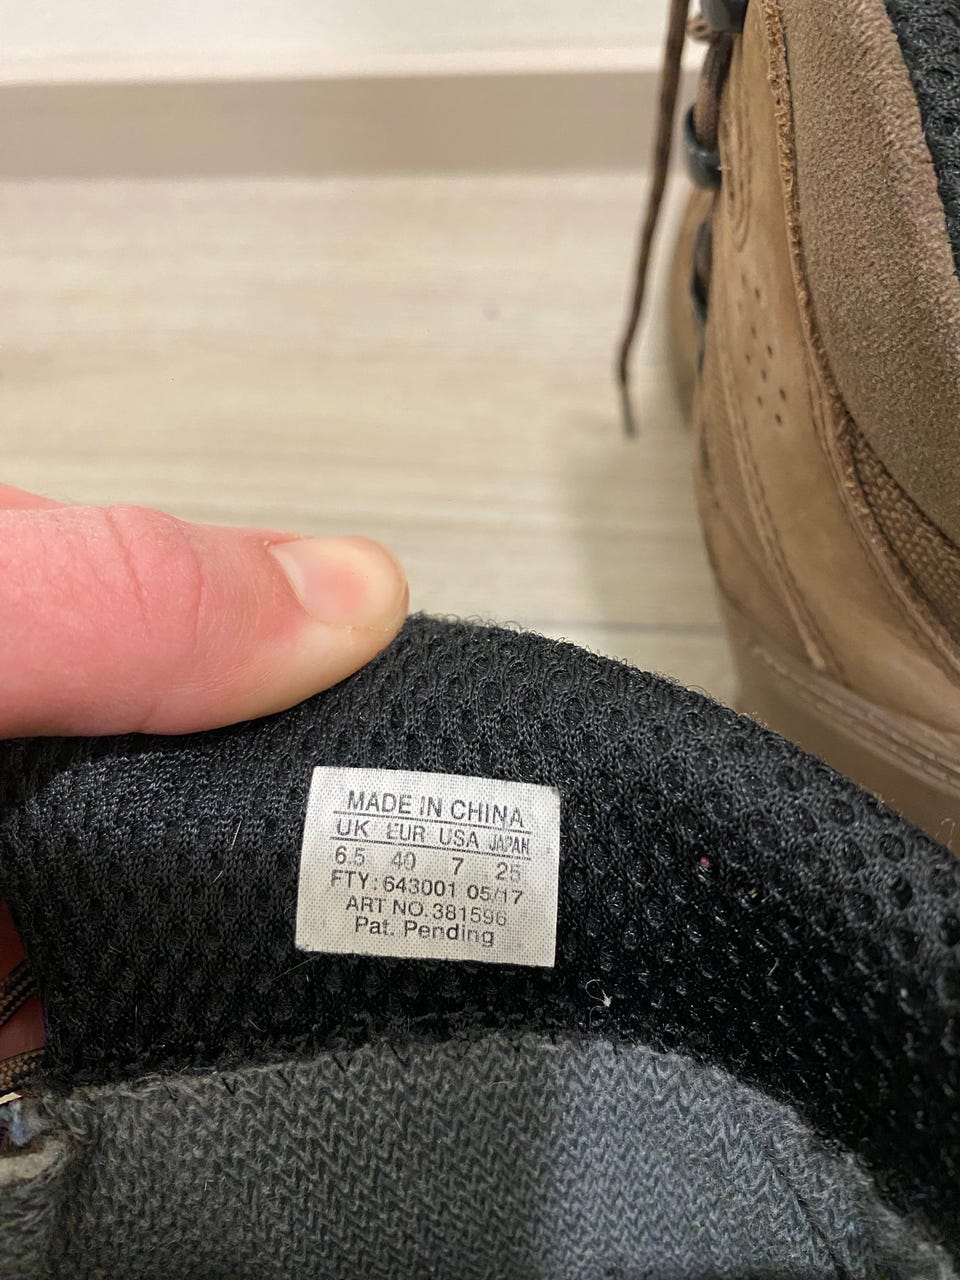 MADE IN CHINA
UK EUR USA JAPAN
6.5 40 7 25
FTY: 643001 05/17
ART NO. 381596
Pat. Pending